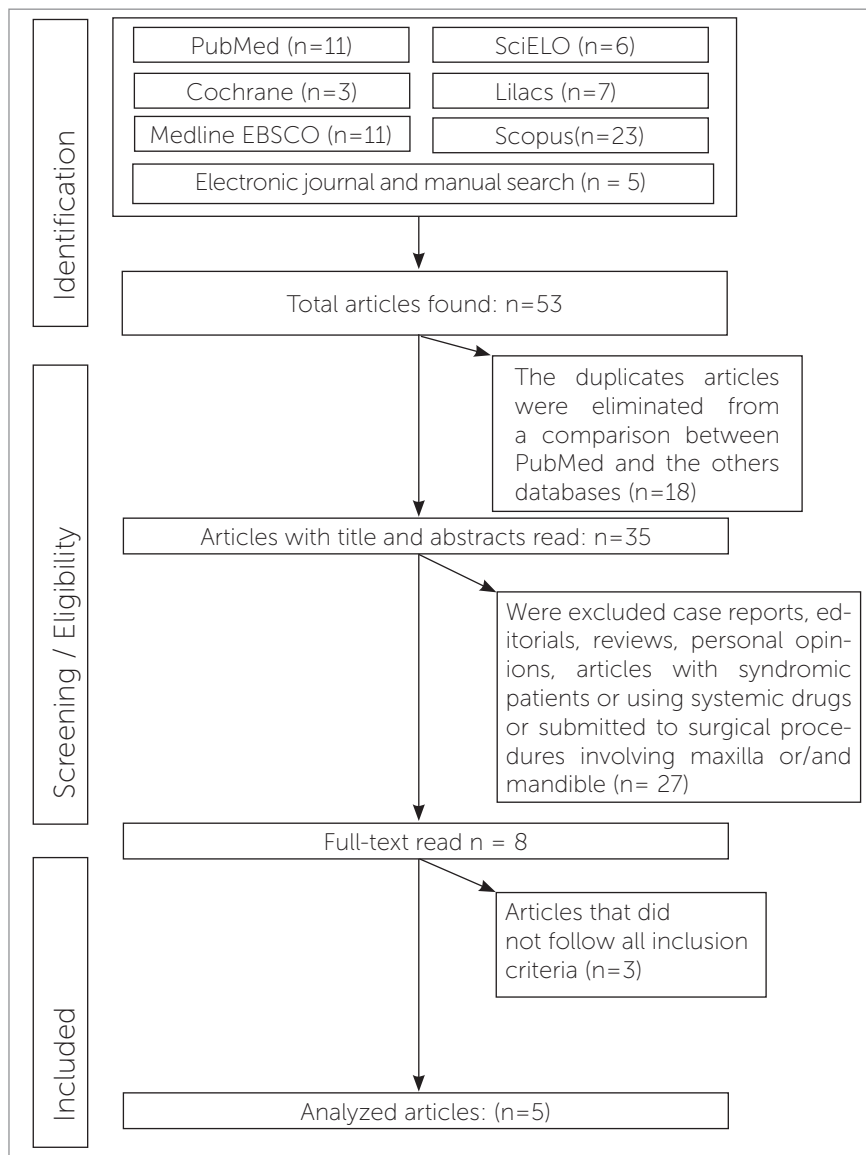 Identification
PubMed (n=11)
SciELO (n=6)
Cochrane (n=3)
Lilacs (n=7)
Medline EBSCO (n=11)
Scopus(n=23)
Electronic journal and manual search (n = 5)
Total articles found: n=53
Screening / Eligibility
The duplicates articles
were eliminated from
a comparison between
PubMed and the others
databases (n=18)
Articles with title and abstracts read: n=35
Were excluded case reports, ed-
itorials, reviews, personal opin-
ions, articles with syndromic
patients or using systemic drugs
or submitted to surgical proce-
dures involving maxilla or/and
mandible (n= 27)
Full-text read n = 8
Included
Articles that did
not follow all inclusion
criteria (n=3)
Analyzed articles: (n=5)